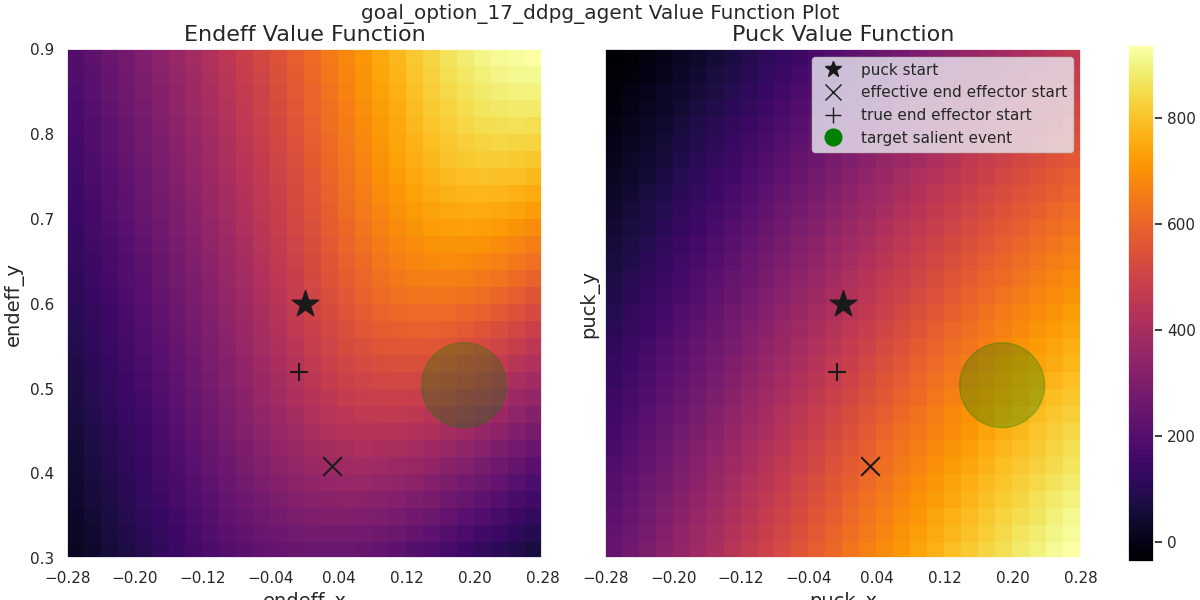 goal_option_17_ddpg_agent Value Function Plot
Endeff Value Function
0.9
0.8
0.7
0.6
0.5
0.4
0.3
endeff_y
−0.28 −0.20 −0.12 −0.04 0.04 0.12 0.20 0.28
endeff_x
Puck Value Function
puck start
effective end effector start
true end effector start
target salient event
puck_y
−0.28 −0.20 −0.12 −0.04 0.04 0.12 0.20 0.28
puck_x
800
600
400
200
0